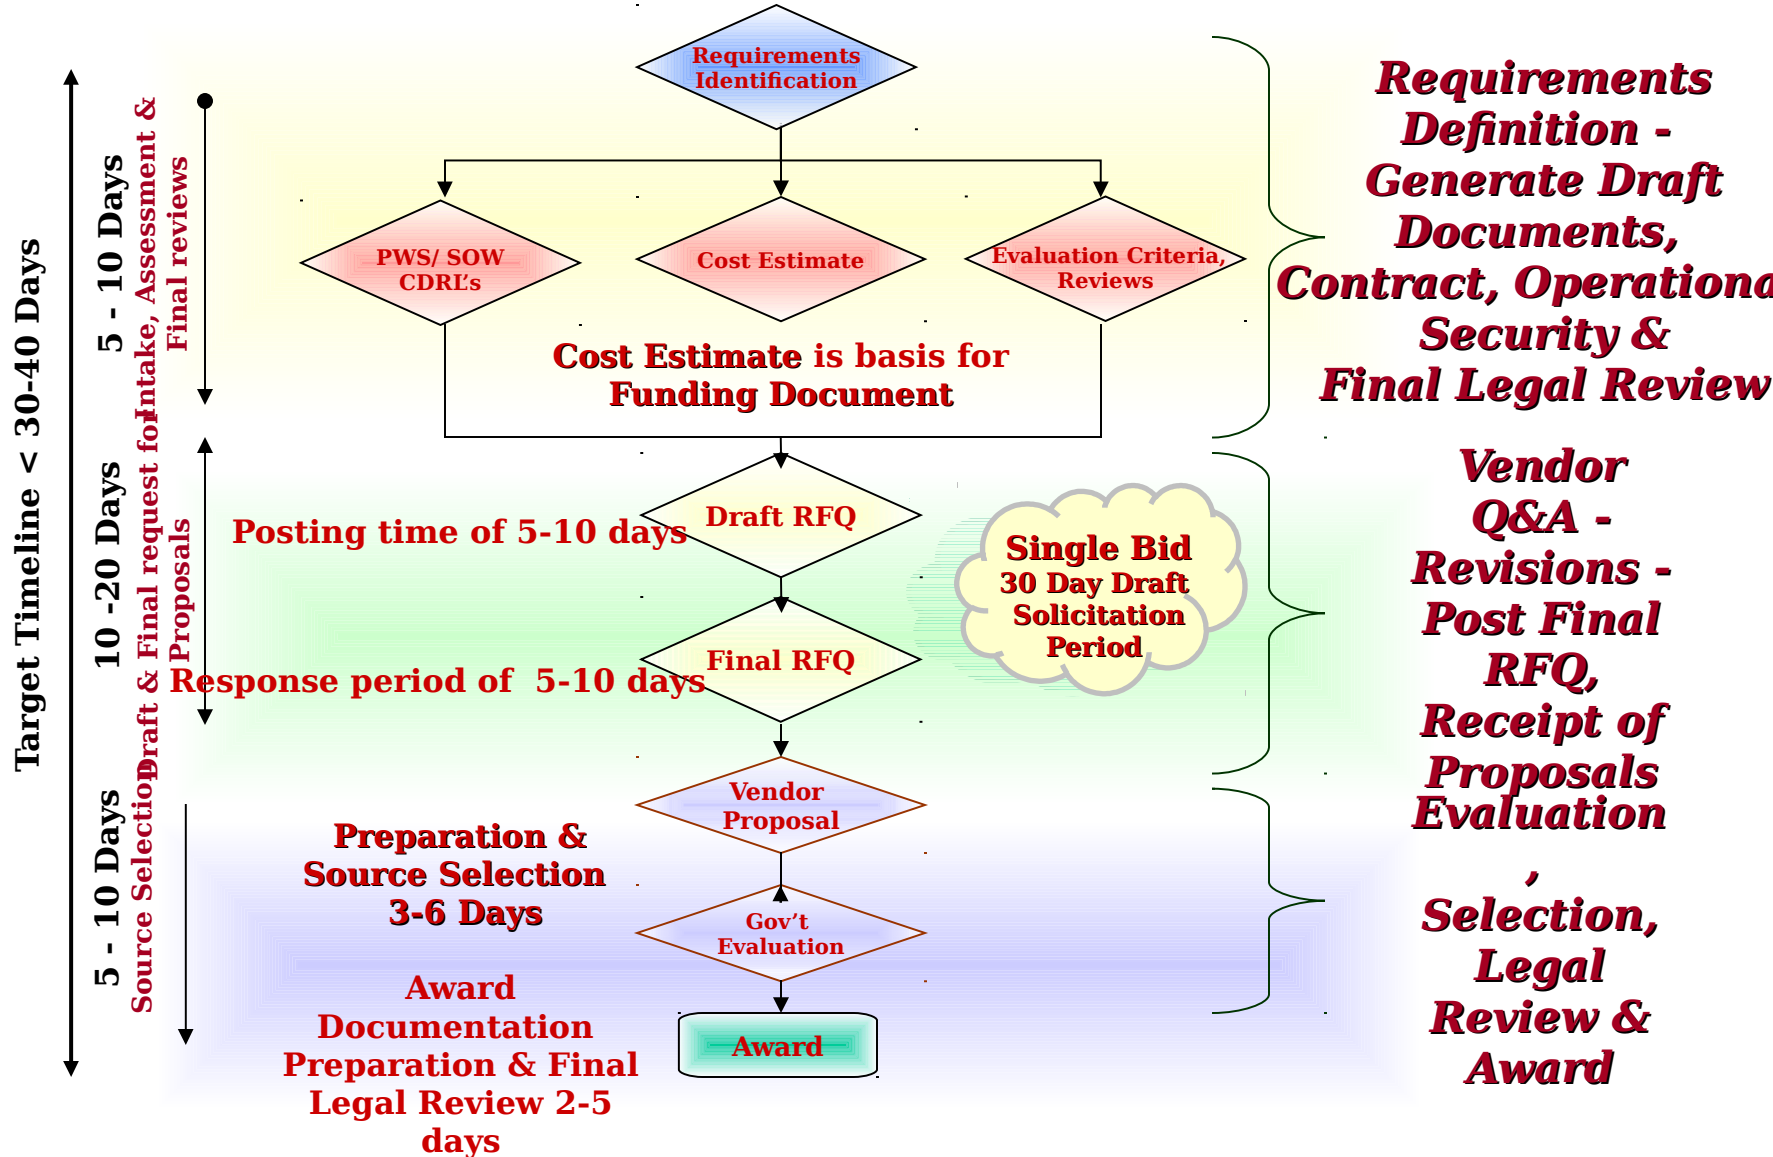 Target Timeline < 30-40 Days
5 - 10 Days
Intake, Assessment &
Final reviews
10 -20 Days
Draft & Final request for
Proposals
5 - 10 Days
Source Selection
Requirements
Identification
PWS/ SOW
CDRL’s
Cost Estimate
Evaluation Criteria,
Reviews
Cost Estimate is basis for
Funding Document
Posting time of 5-10 days
Draft RFQ
Response period of  5-10 days
Final RFQ
Single Bid
30 Day Draft
Solicitation
Period
Vendor
Proposal
Preparation &
Source Selection
3-6 Days
Gov’t
Evaluation
Award
Documentation
Preparation & Final
Legal Review 2-5
days
Award
Requirements
Definition -
Generate Draft
Documents,
Contract, Operationa
Security &
Final Legal Review
Vendor
Q&A -
Revisions -
Post Final
RFQ,
Receipt of
Proposals
Evaluation
,
Selection,
Legal
Review &
Award